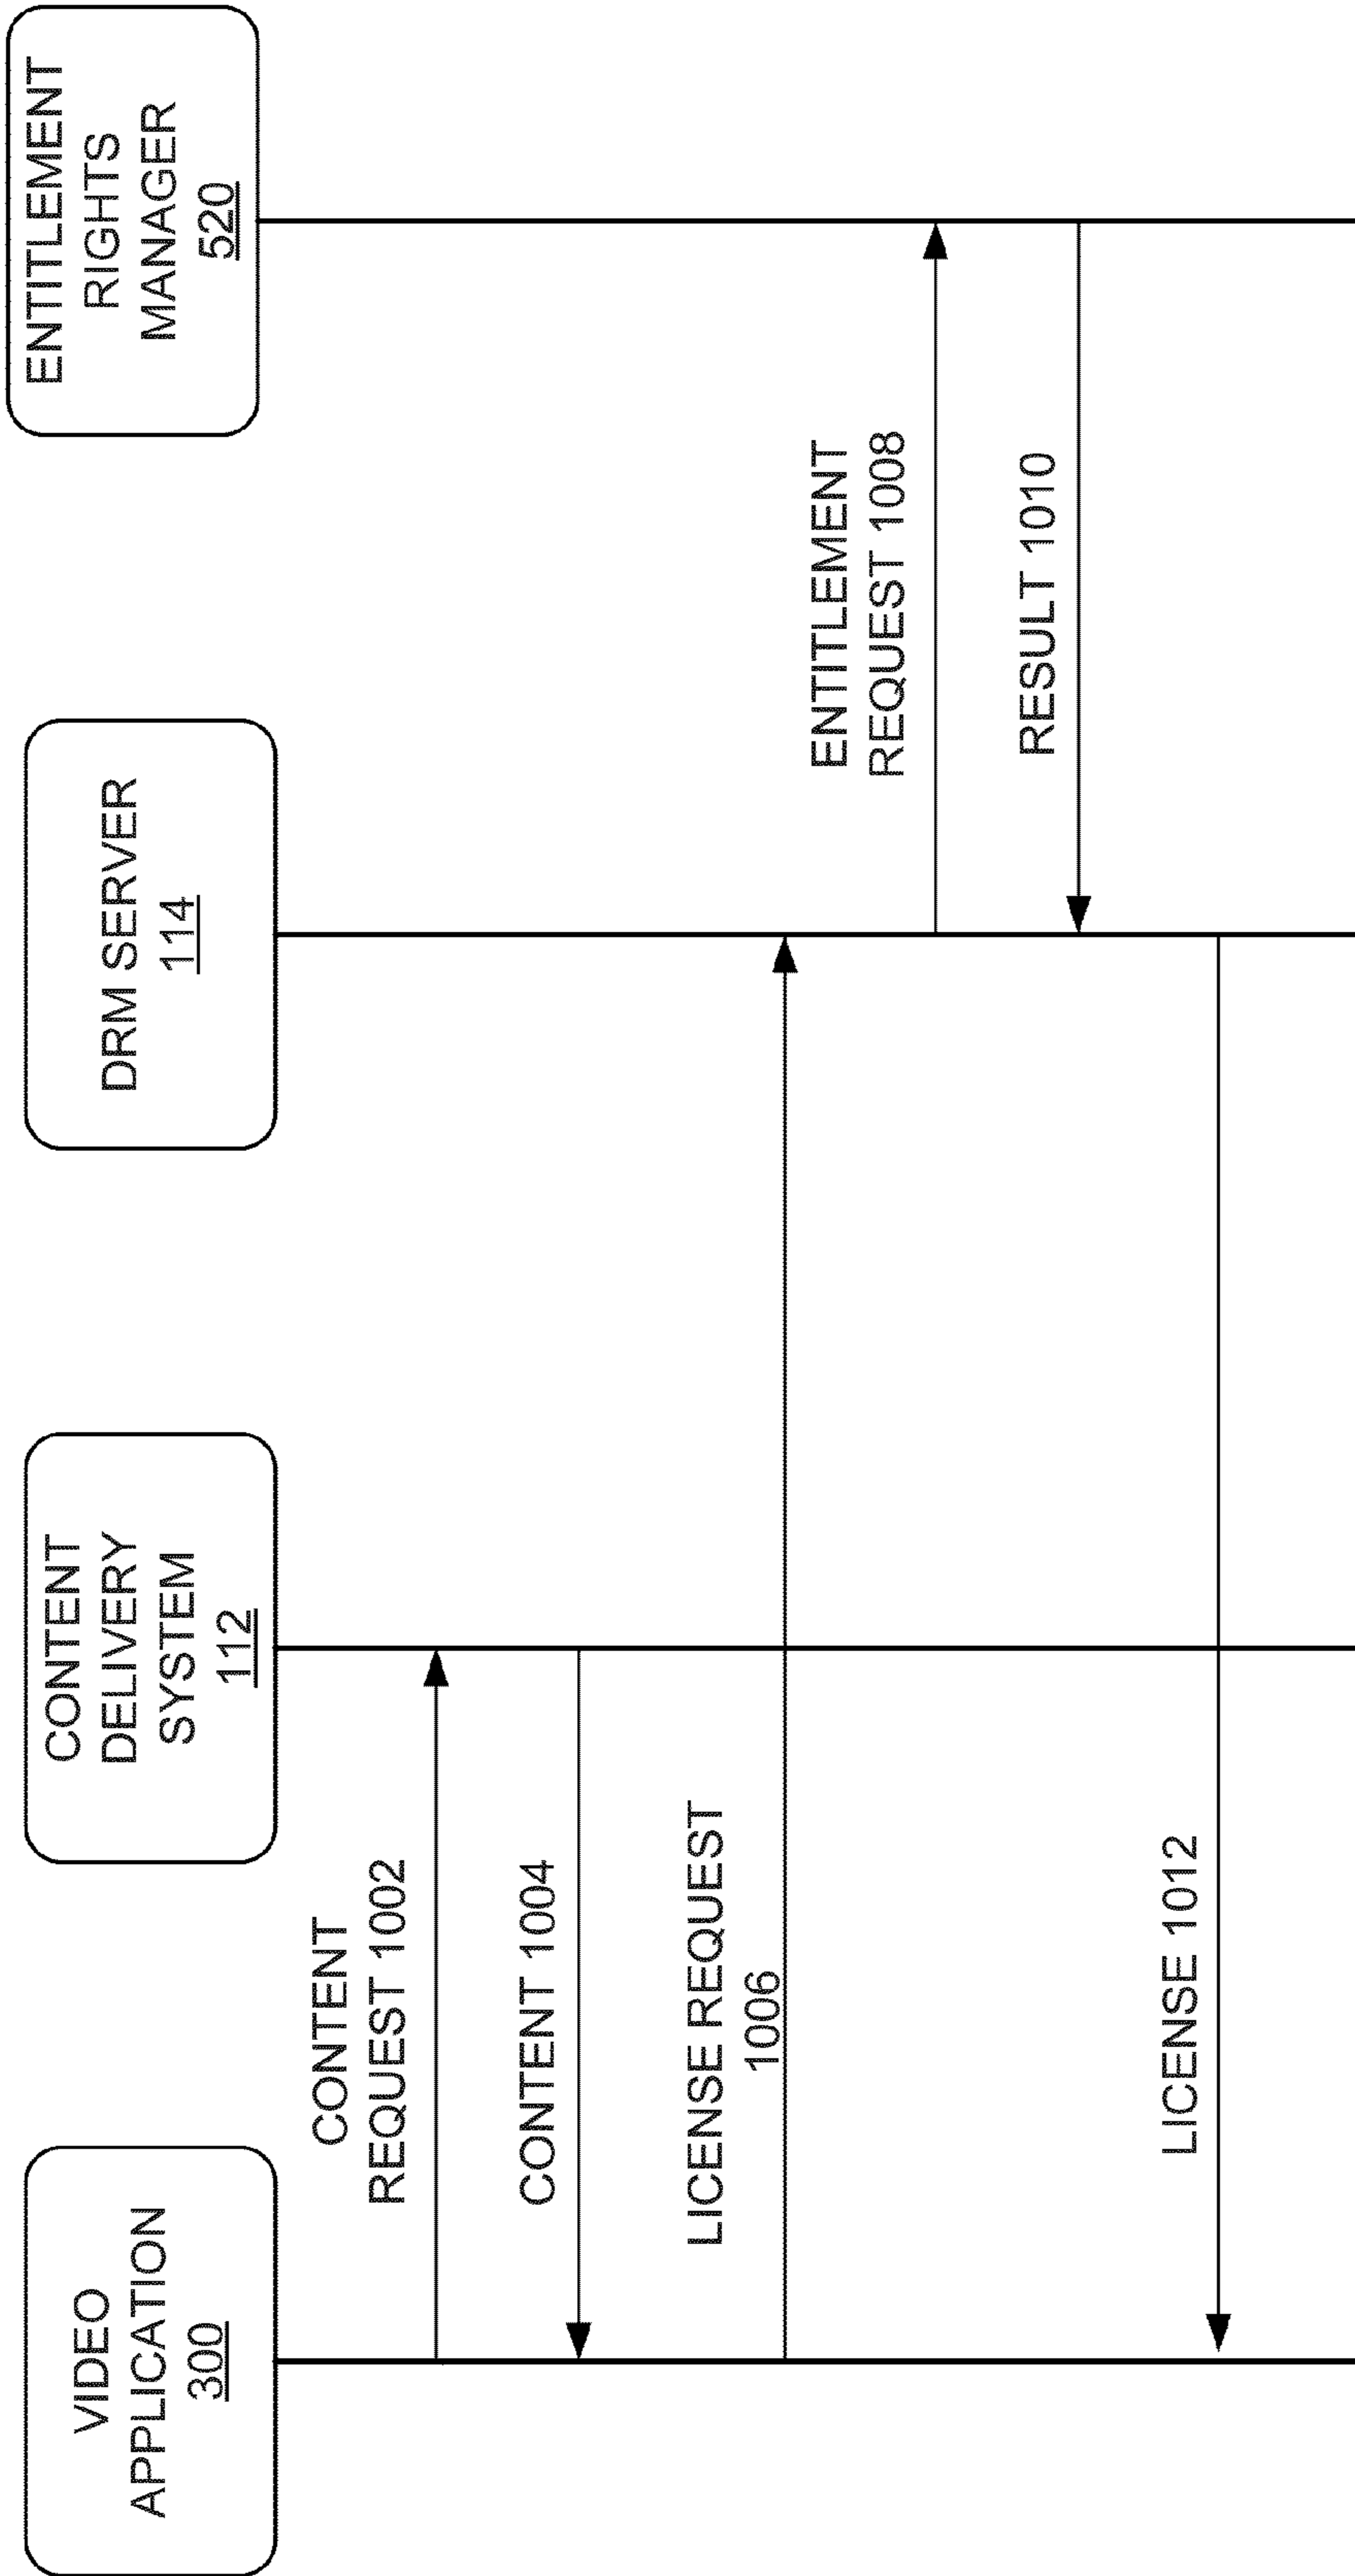 VIDEO
APPLICATION
300
CONTENT
DELIVERY
SYSTEM
112
DRM SERVER
114
ENTITLEMENT
RIGHTS
MANAGER
520
CONTENT
REQUEST 1002
CONTENT 1004
LICENSE REQUEST
1006
ENTITLEMENT
REQUEST 1008
RESULT 1010
LICENSE 1012